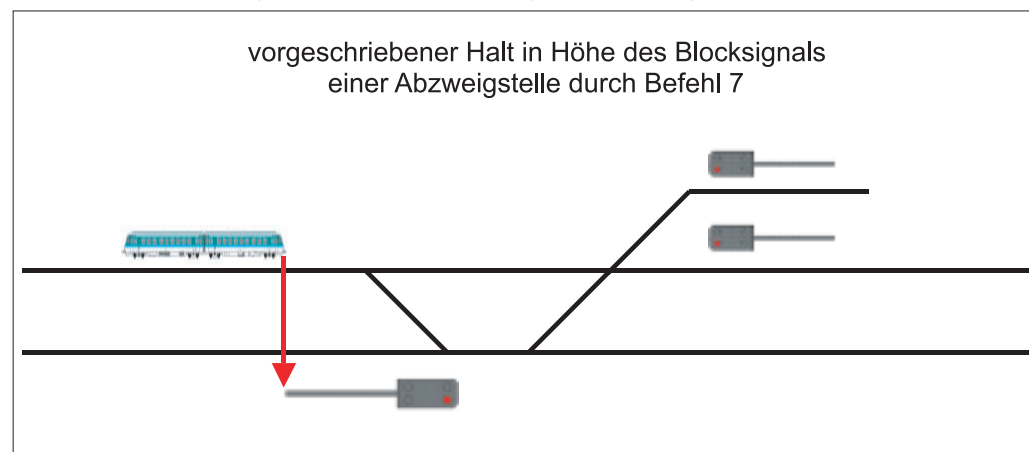 vorgeschriebener Halt in Höhe des Blocksignals
einer Abzweigstelle durch Befehl 7